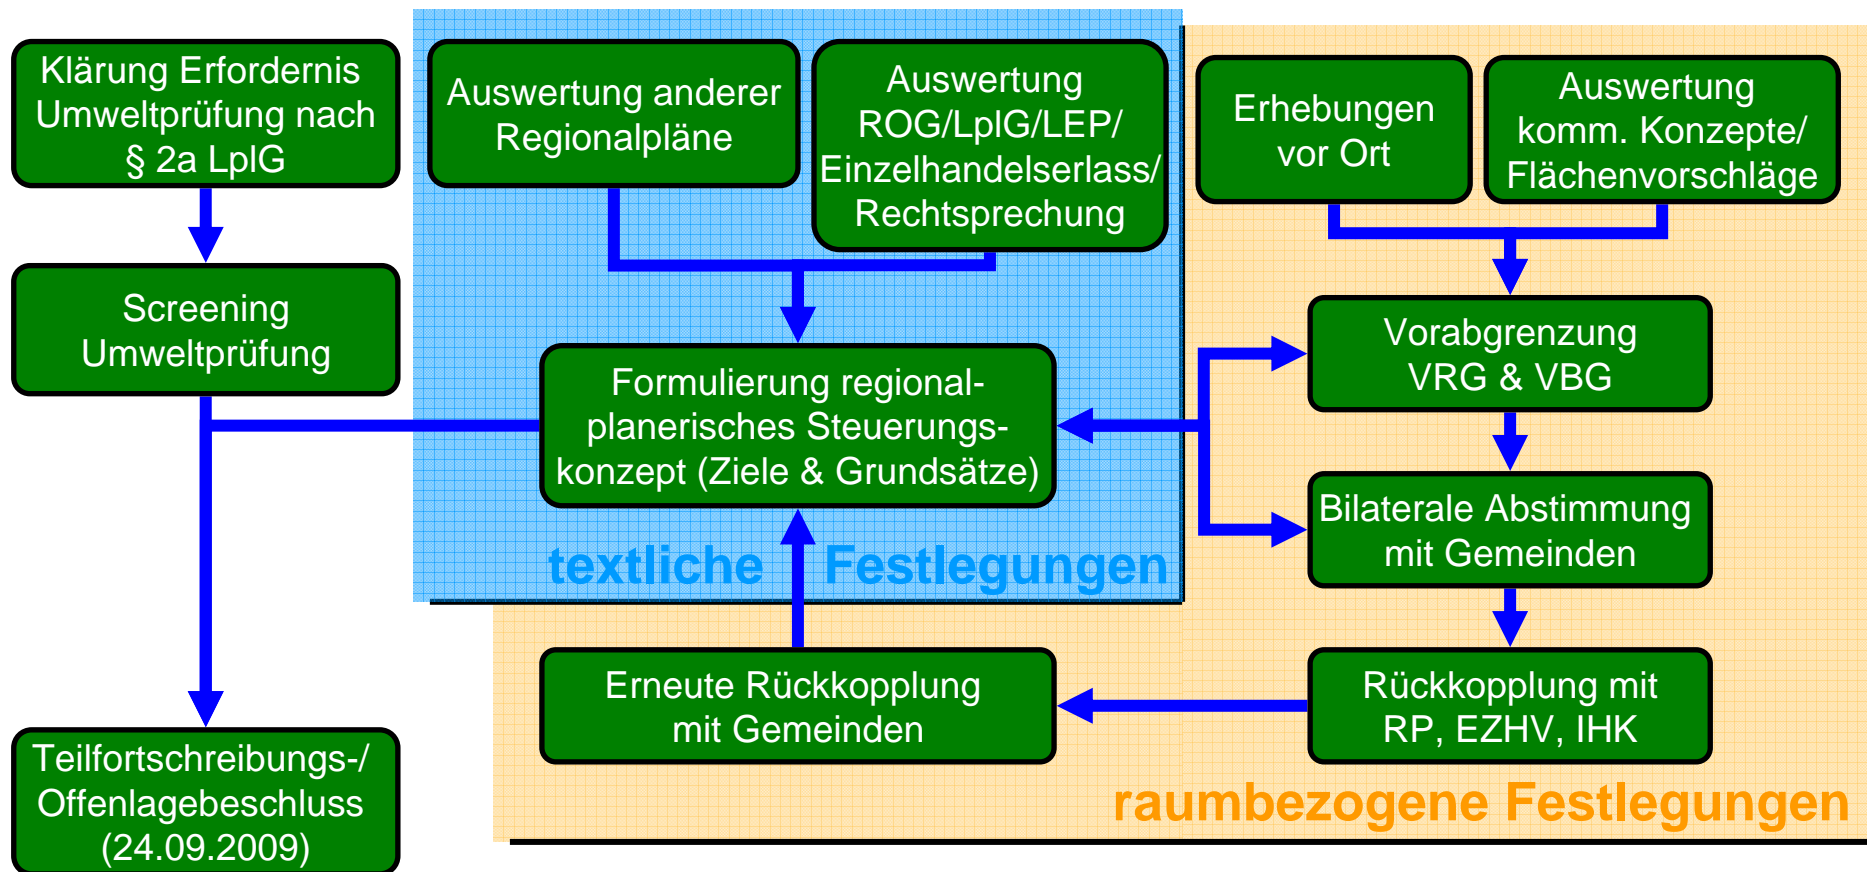 Klärung Erfordernis
Umweltprüfung nach
§ 2a LplG
Screening
Umweltprüfung
Teilfortschreibungs-/
Offenlagebeschluss
(24.09.2009)
Auswertung anderer
Regionalpläne
Auswertung
ROG/LplG/LEP/
Einzelhandelserlass/
Rechtsprechung
Formulierung regional-
planerisches Steuerungs-
konzept (Ziele & Grundsätze)
textliche Festlegungen
Erhebungen
vor Ort
Auswertung
komm. Konzepte/
Flächenvorschläge
Vorabgrenzung
VRG & VBG
Bilaterale Abstimmung
mit Gemeinden
Rückkopplung mit
RP, EZHV, IHK
Erneute Rückkopplung
mit Gemeinden
raumbezogene Festlegungen